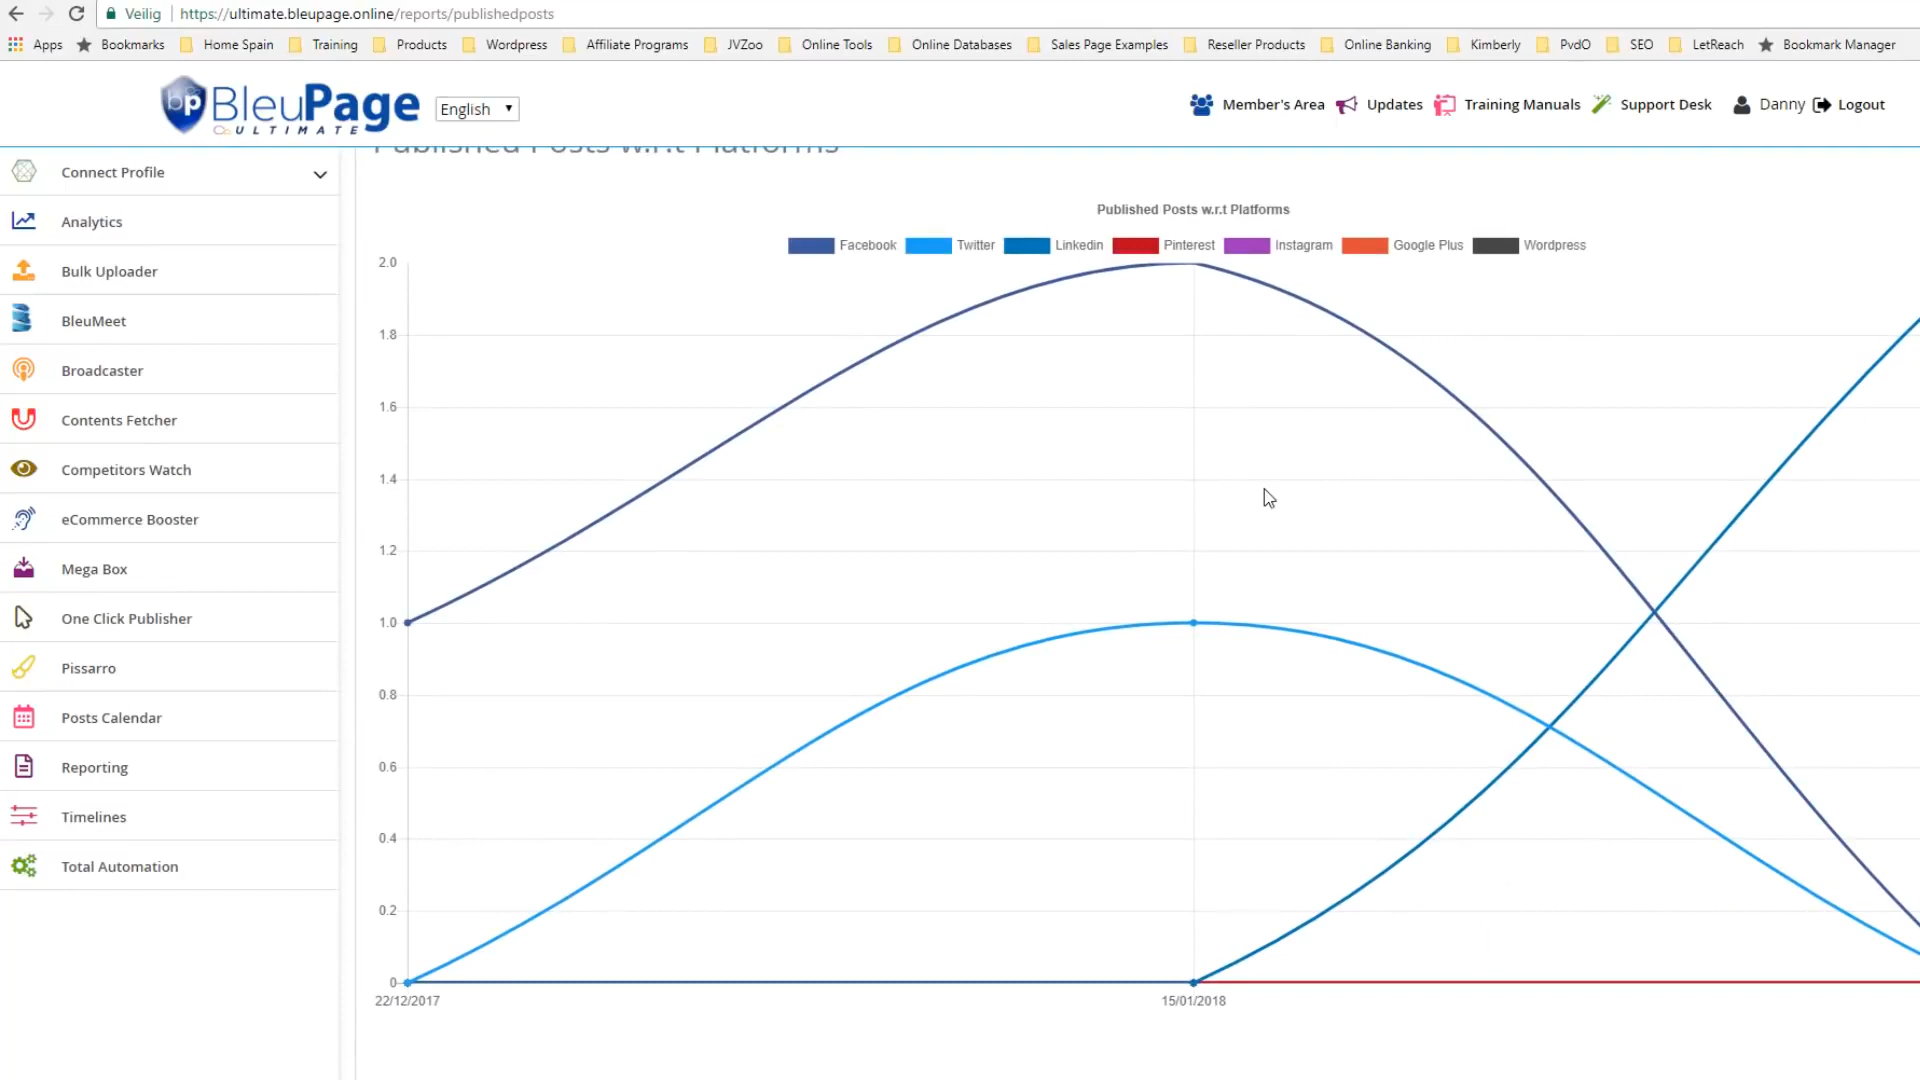 Veilig https://ultimate.bleupage.online/reports/publishedposts
Apps Bookmarks Home Spain Training Products Wordpress Affiliate Programs JVZoo Online Tools Online Databases Sales Page Examples Reseller Products Online Banking Kimberly PvdO SEO LetReach Bookmark Manager
bp BleuPage ULTIMATE English Member's Area Updates Training Manuals Support Desk Danny Logout
Published Posts w.r.t Platforms
Connect Profile
Analytics
Bulk Uploader
BleuMeet
Broadcaster
Contents Fetcher
Competitors Watch
eCommerce Booster
Mega Box
One Click Publisher
Pissarro
Posts Calendar
Reporting
Timelines
Total Automation
Published Posts w.r.t Platforms
Facebook Twitter Linkedin Pinterest Instagram Google Plus Wordpress
2.0
1.8
1.6
1.4
1.2
1.0
0.8
0.6
0.4
0.2
0
22/12/2017 15/01/2018